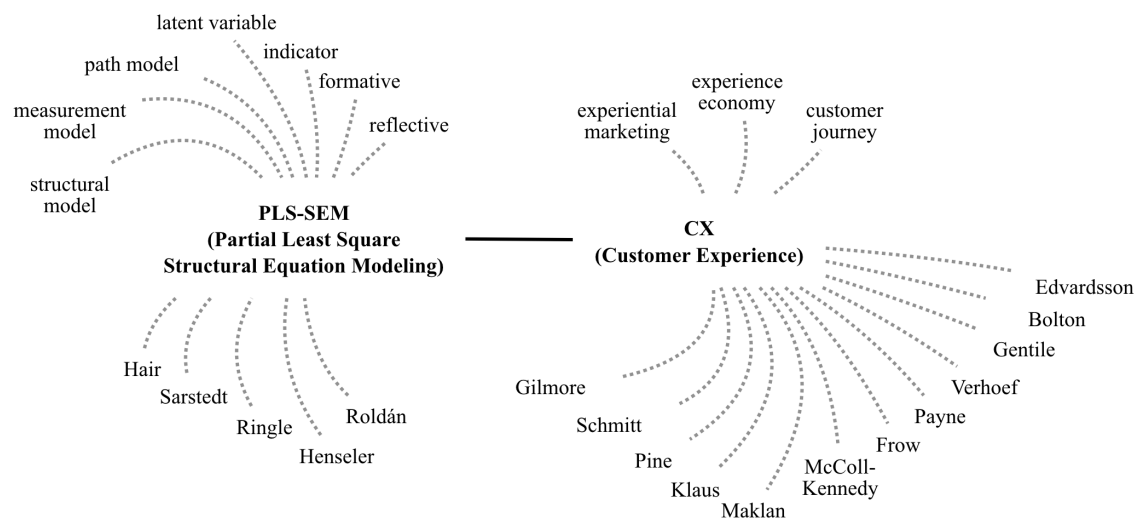 latent variable
indicator
path model
formative
measurement
model
reflective
structural
model
PLS-SEM
(Partial Least Square
Structural Equation Modeling)
Hair
Sarstedt
Ringle
Henseler
Roldán
experience
economy
experiential
marketing
customer
journey
CX
(Customer Experience)
Edvardsson
Bolton
Gentile
Verhoef
Payne
Frow
McColl-
Kennedy
Maklan
Klaus
Pine
Schmitt
Gilmore